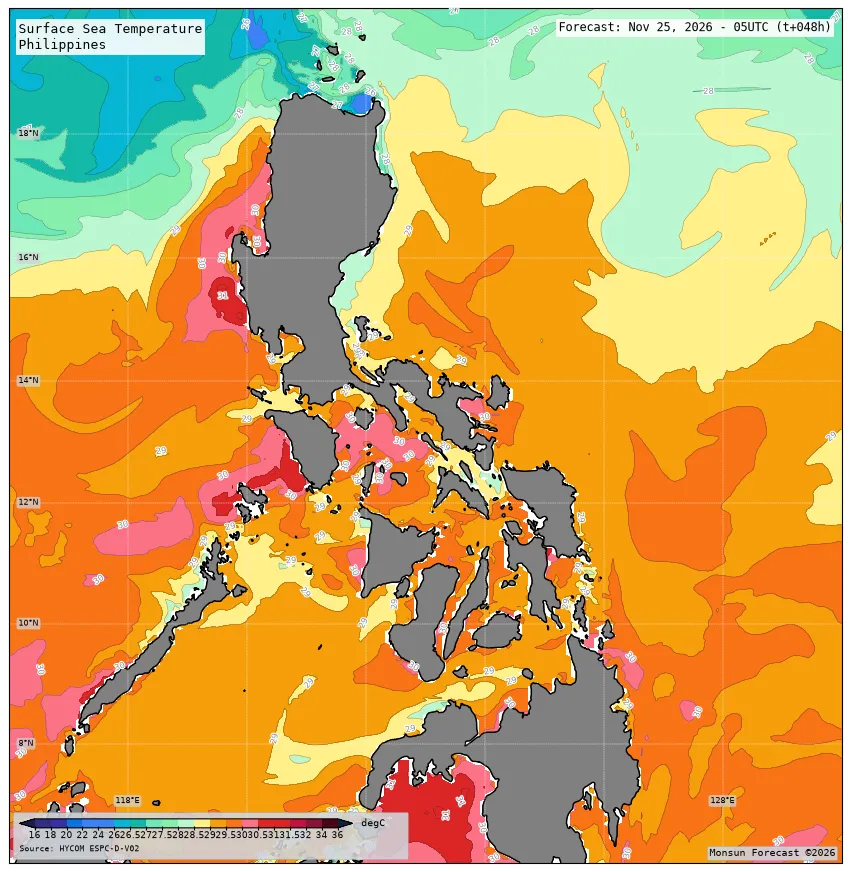 Surface Sea Temperature
Philippines
Forecast: Nov 25, 2026 - 05UTC (t+048h)
18°N
16°N
14°N
12°N
10°N
8°N
118°E
128°E
degC
16 18 20 22 24 26 26.5 27 27.5 28 28.5 29 29.5 30 30.5 31 31.5 32 34 36
Source: HYCOM ESPC-D-V02
Monsun Forecast ©2026